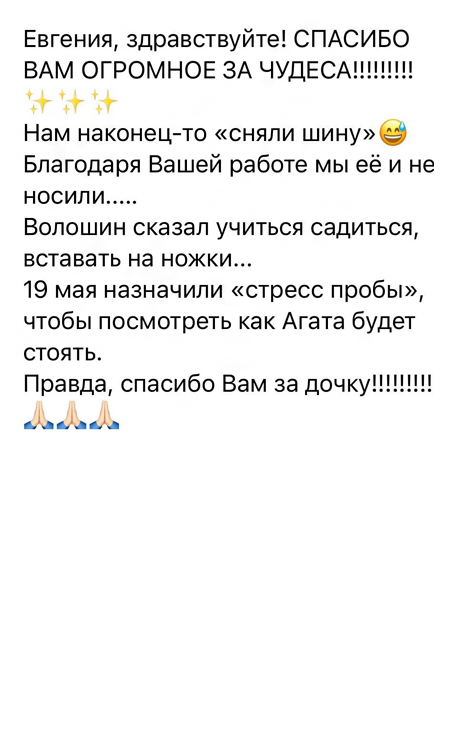 Евгения, здравствуйте! СПАСИБО
ВАМ ОГРОМНОЕ ЗА ЧУДЕСА!!!!!!!!!
✨✨✨
Нам наконец-то «сняли шину»😅
Благодаря Вашей работе мы её и не
носили.....
Волошин сказал учиться садиться,
вставать на ножки...
19 мая назначили «стресс пробы»,
чтобы посмотреть как Агата будет
стоять.
Правда, спасибо Вам за дочку!!!!!!!!!
🙏🏻🙏🏻🙏🏻